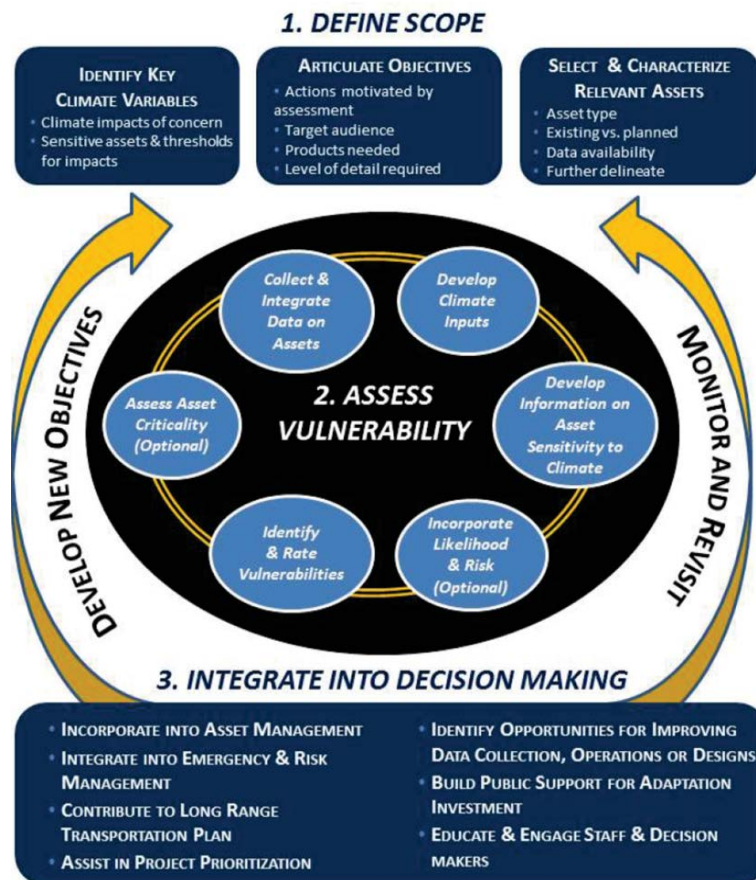 1. DEFINE SCOPE
IDENTIFY KEY
CLIMATE VARIABLES
• Climate impacts of concern
• Sensitive assets & thresholds
for impacts
ARTICULATE OBJECTIVES
• Actions motivated by
assessment
• Target audience
• Products needed
• Level of detail required
SELECT & CHARACTERIZE
RELEVANT ASSETS
• Asset type
• Existing vs. planned
• Data availability
• Further delineate
DEVELOP NEW OBJECTIVES
MONITOR AND REVISIT
2. ASSESS
VULNERABILITY
Collect &
Integrate
Data on
Assets
Develop
Climate
Inputs
Develop
Information on
Asset
Sensitivity to
Climate
Incorporate
Likelihood
& Risk
(Optional)
Identify
& Rate
Vulnerabilities
Assess Asset
Criticality
(Optional)
3. INTEGRATE INTO DECISION MAKING
• INCORPORATE INTO ASSET MANAGEMENT
• INTEGRATE INTO EMERGENCY & RISK
MANAGEMENT
• CONTRIBUTE TO LONG RANGE
TRANSPORTATION PLAN
• ASSIST IN PROJECT PRIORITIZATION
• IDENTIFY OPPORTUNITIES FOR IMPROVING
DATA COLLECTION, OPERATIONS OR DESIGNS
• BUILD PUBLIC SUPPORT FOR ADAPTATION
INVESTMENT
• EDUCATE & ENGAGE STAFF & DECISION
MAKERS